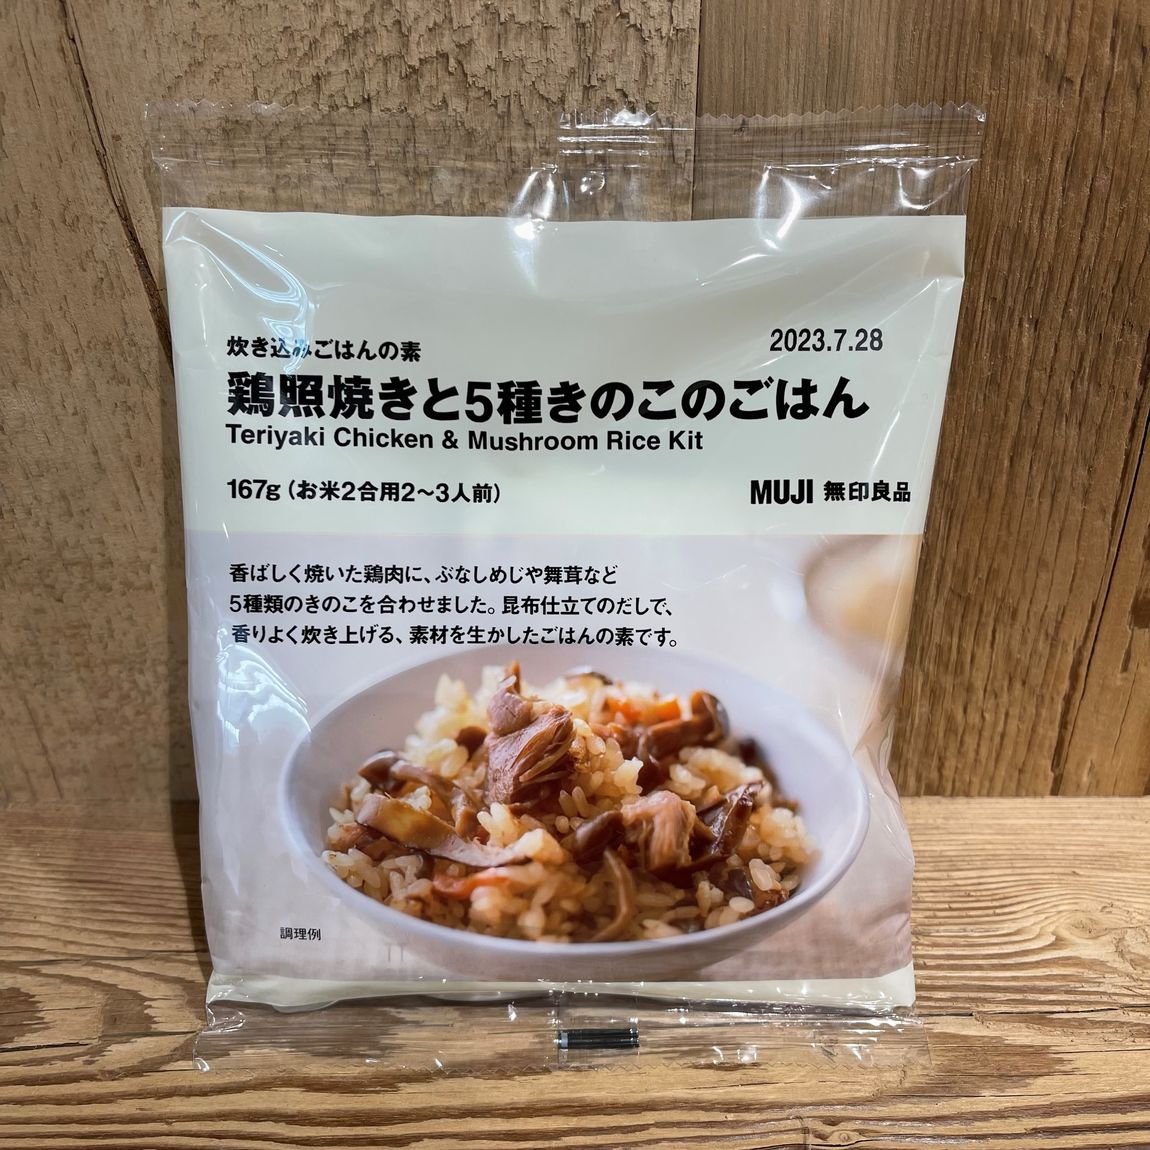 炊き込みごはんの素
2023.7.28
鶏照焼きと5種きのこのごはん
Teriyaki Chicken & Mushroom Rice Kit
167g（お米2合用2～3人前）
MUJI 無印良品
香ばしく焼いた鶏肉に、ぶなしめじや舞茸など
5種類のきのこを合わせました。昆布仕立てのだしで、
香りよく炊き上げる、素材を生かしたごはんの素です。
調理例